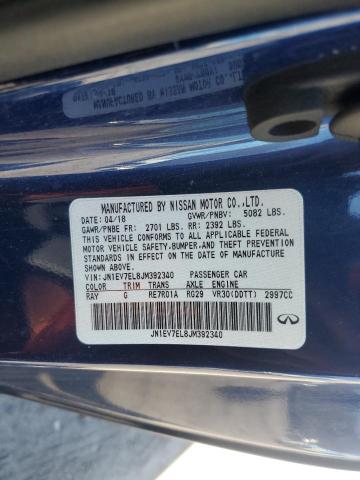 MANUFACTURED BY NISSAN MOTOR CO.,LTD.
DATE: 04/18 GVWR/PNBV: 5082 LBS.
GAWR/PNBE FR: 2701 LBS. RR: 2392 LBS.
THIS VEHICLE CONFORMS TO ALL APPLICABLE FEDERAL
MOTOR VEHICLE SAFETY,BUMPER,AND THEFT PREVENTION
STANDARDS IN EFFECT ON THE DATE OF MANUFACTURE
SHOWN ABOVE.
VIN: JN1EV7EL8JM392340 PASSENGER CAR
COLOR TRIM TRANS AXLE ENGINE
RAY G RE7R01A RG29 VR30(DDTT) 2997CC
JN1EV7EL8JM392340